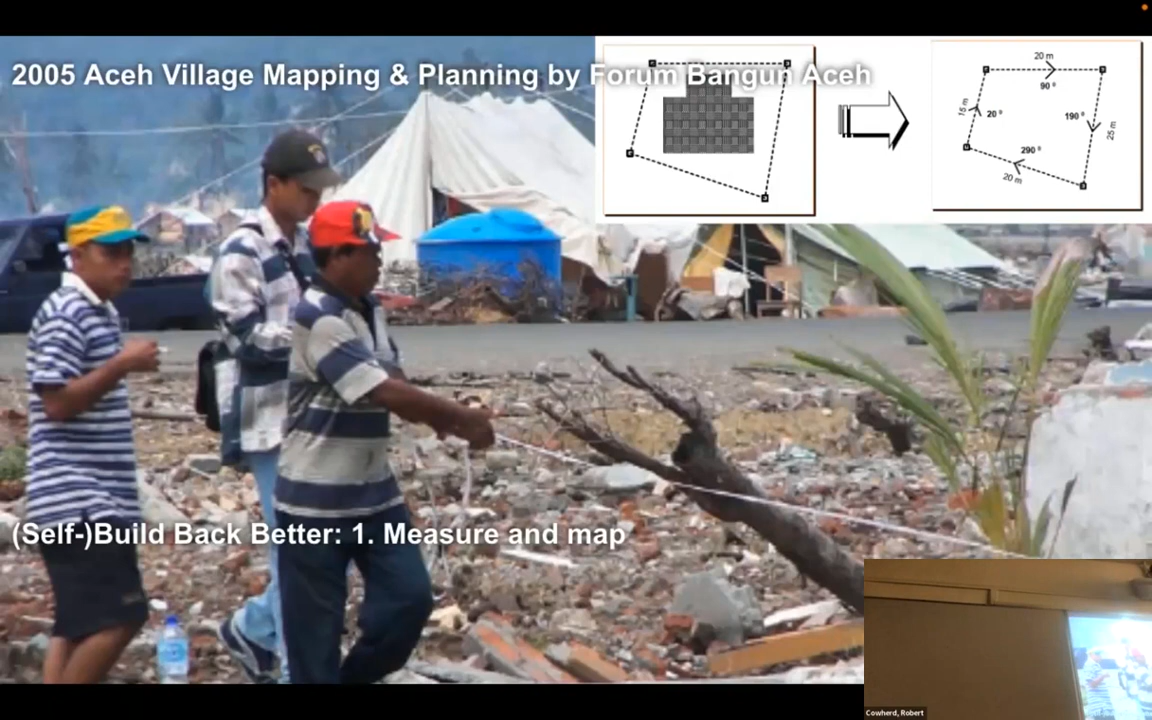 2005 Aceh Village Mapping & Planning by Forum Bangun Aceh
20 m
90 º
15 m
20 º
190 º
25 m
290 º
20 m
(Self-)Build Back Better: 1. Measure and map
Cowherd, Robert